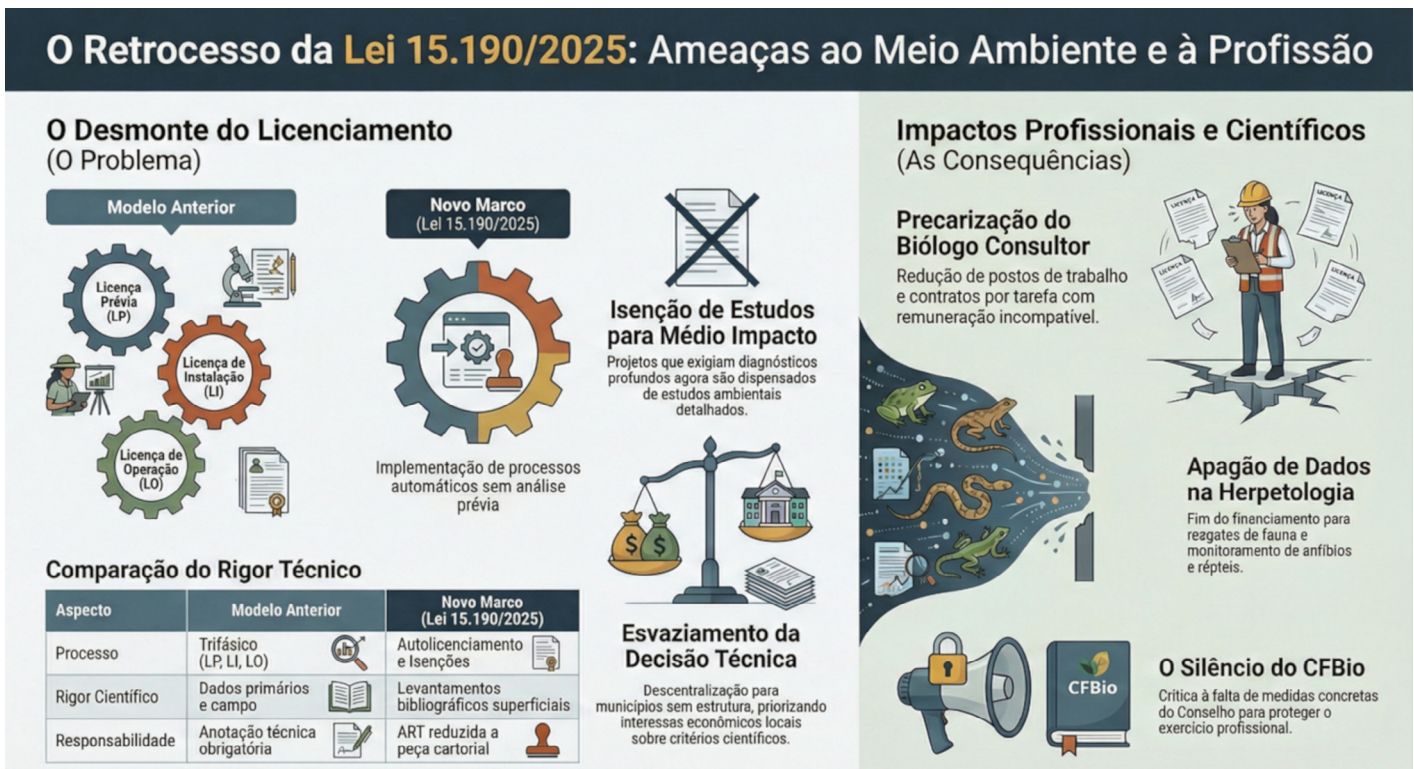 O Retrocesso da Lei 15.190/2025: Ameaças ao Meio Ambiente e à Profissão
O Desmonte do Licenciamento
(O Problema)
Modelo Anterior
Licença
Prévia
(LP)
Licença de
Instalação
(LI)
Licença de
Operação
(LO)
Novo Marco
(Lei 15.190/2025)
Implementação de processos
automáticos sem análise
prévia
Isenção de Estudos
para Médio Impacto
Projetos que exigiam diagnósticos
profundos agora são dispensados
de estudos ambientais
detalhados.
$ $
Esvaziamento da
Decisão Técnica
Descentralização para
municípios sem estrutura, priorizando
interessas econômicos locais
sobre critérios científicos.
Comparação do Rigor Técnico
Aspecto
Modelo Anterior
Novo Marco
(Lei 15.190/2025)
Processo
Trifásico
(LP, LI, LO)
Autolicenciamento
e Isenções
Rigor Científico
Dados primários
e campo
Levantamentos
bibliográficos superficiais
Responsabilidade
Anotação técnica
obrigatória
ART reduzida a
peça cartorial
Impactos Profissionais e Científicos
(As Consequências)
Precarização do
Biólogo Consultor
Redução de postos de trabalho
e contratos por tarefa com
remuneração incompatível.
LICENÇA
LICENÇA
LICENÇA
LICENÇA
Apagão de Dados
na Herpetologia
Fim do financiamento para
reꜱgates de fauna e
monitoramento de anfíbios
e répteis.
CFBio
O Silêncio do CFBio
Critica à falta de medidas concretas
do Conselho para proteger o
exercício profissional.